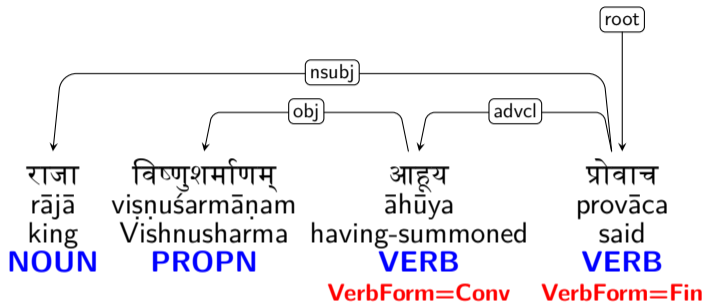 root
nsubj
obj advcl
राजा विष्णुशर्माणम् आहूय प्रोवाच
rājā viṣṇuśarmāṇam āhūya provāca
king Vishnusharma having-summoned said
NOUN PROPN VERB VERB
VerbForm=Conv VerbForm=Fin